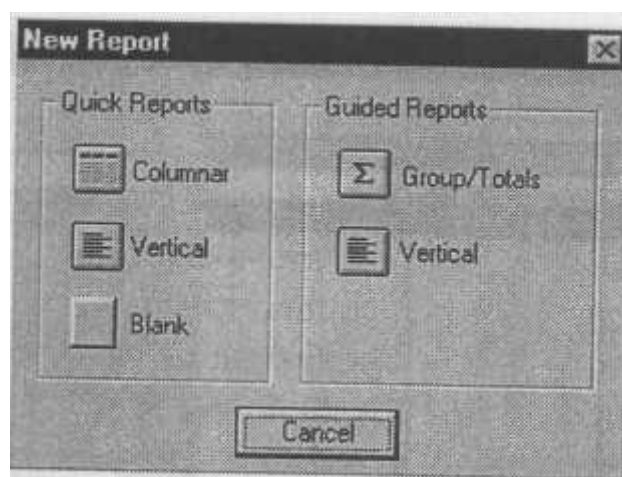 New Report
Quick Reports
Columnar
Vertical
Blank
Guided Reports
Σ Group/Totals
Vertical
Cancel